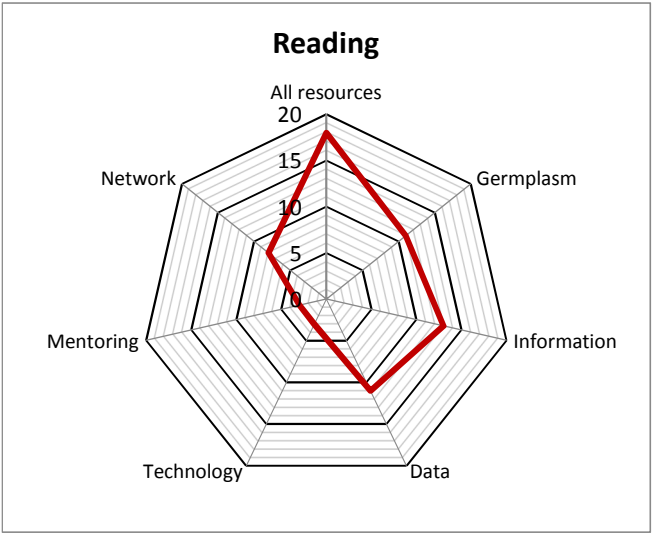 Reading
All resources
20
15
10
5
0
Germplasm
Information
Data
Technology
Mentoring
Network